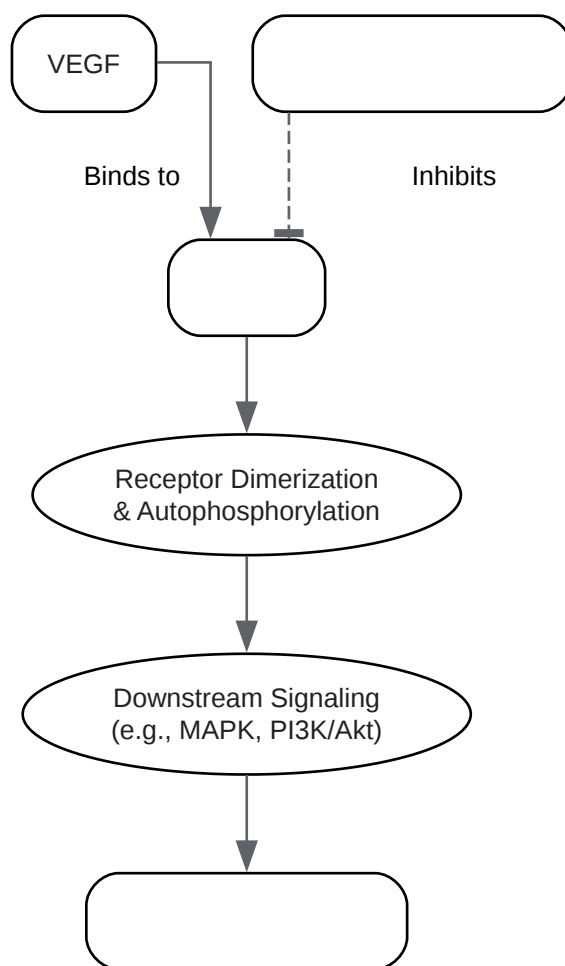 VEGF
Binds to
Inhibits
Receptor Dimerization
& Autophosphorylation
Downstream Signaling
(e.g., MAPK, PI3K/Akt)